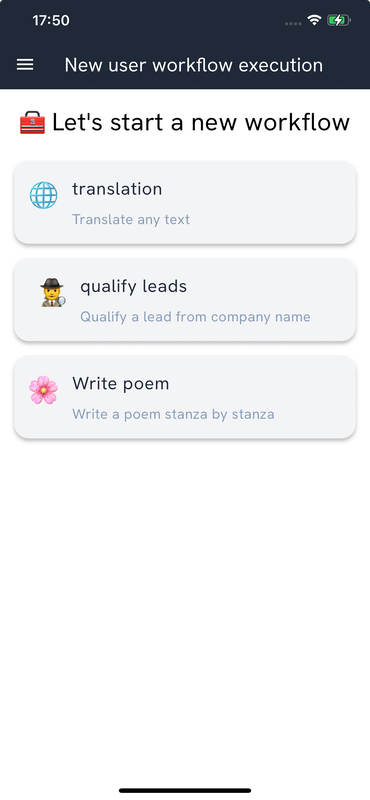 17:50
New user workflow execution
Let's start a new workflow
translation
Translate any text
qualify leads
Qualify a lead from company name
Write poem
Write a poem stanza by stanza